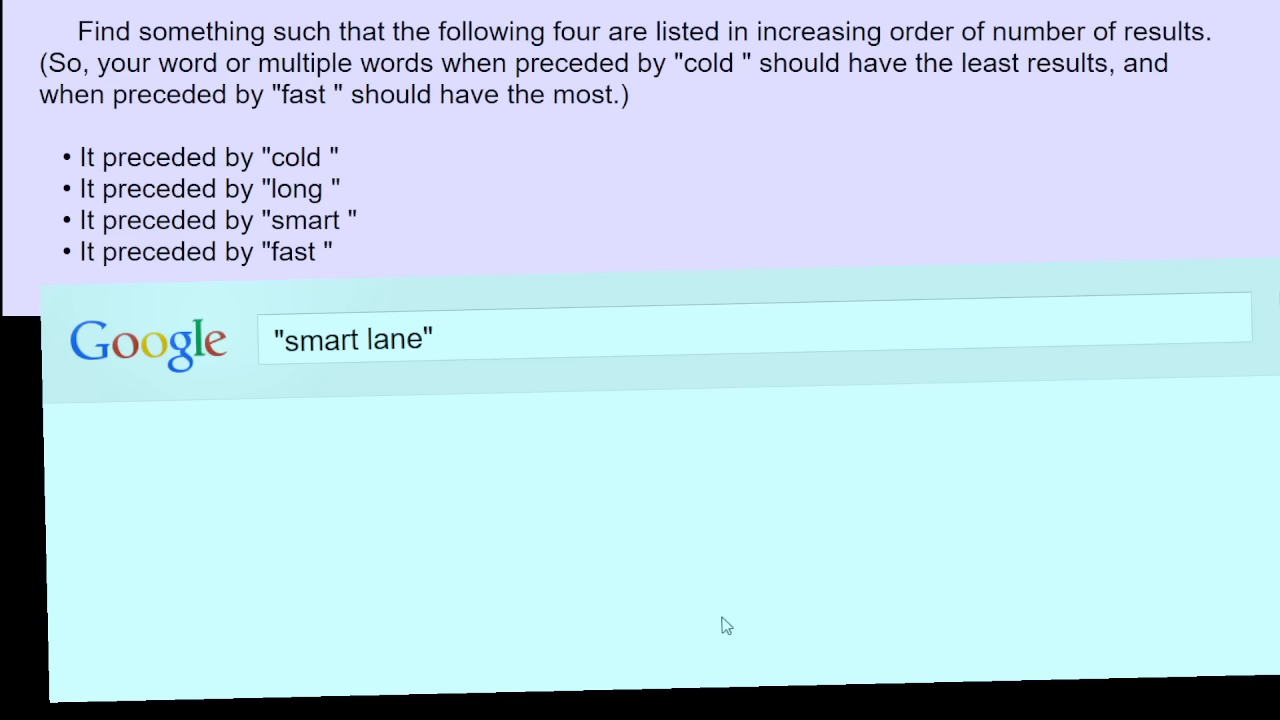 Find something such that the following four are listed in increasing order of number of results.
(So, your word or multiple words when preceded by "cold " should have the least results, and
when preceded by "fast " should have the most.)
• It preceded by "cold "
• It preceded by "long "
• It preceded by "smart "
• It preceded by "fast "
Google
"smart lane"